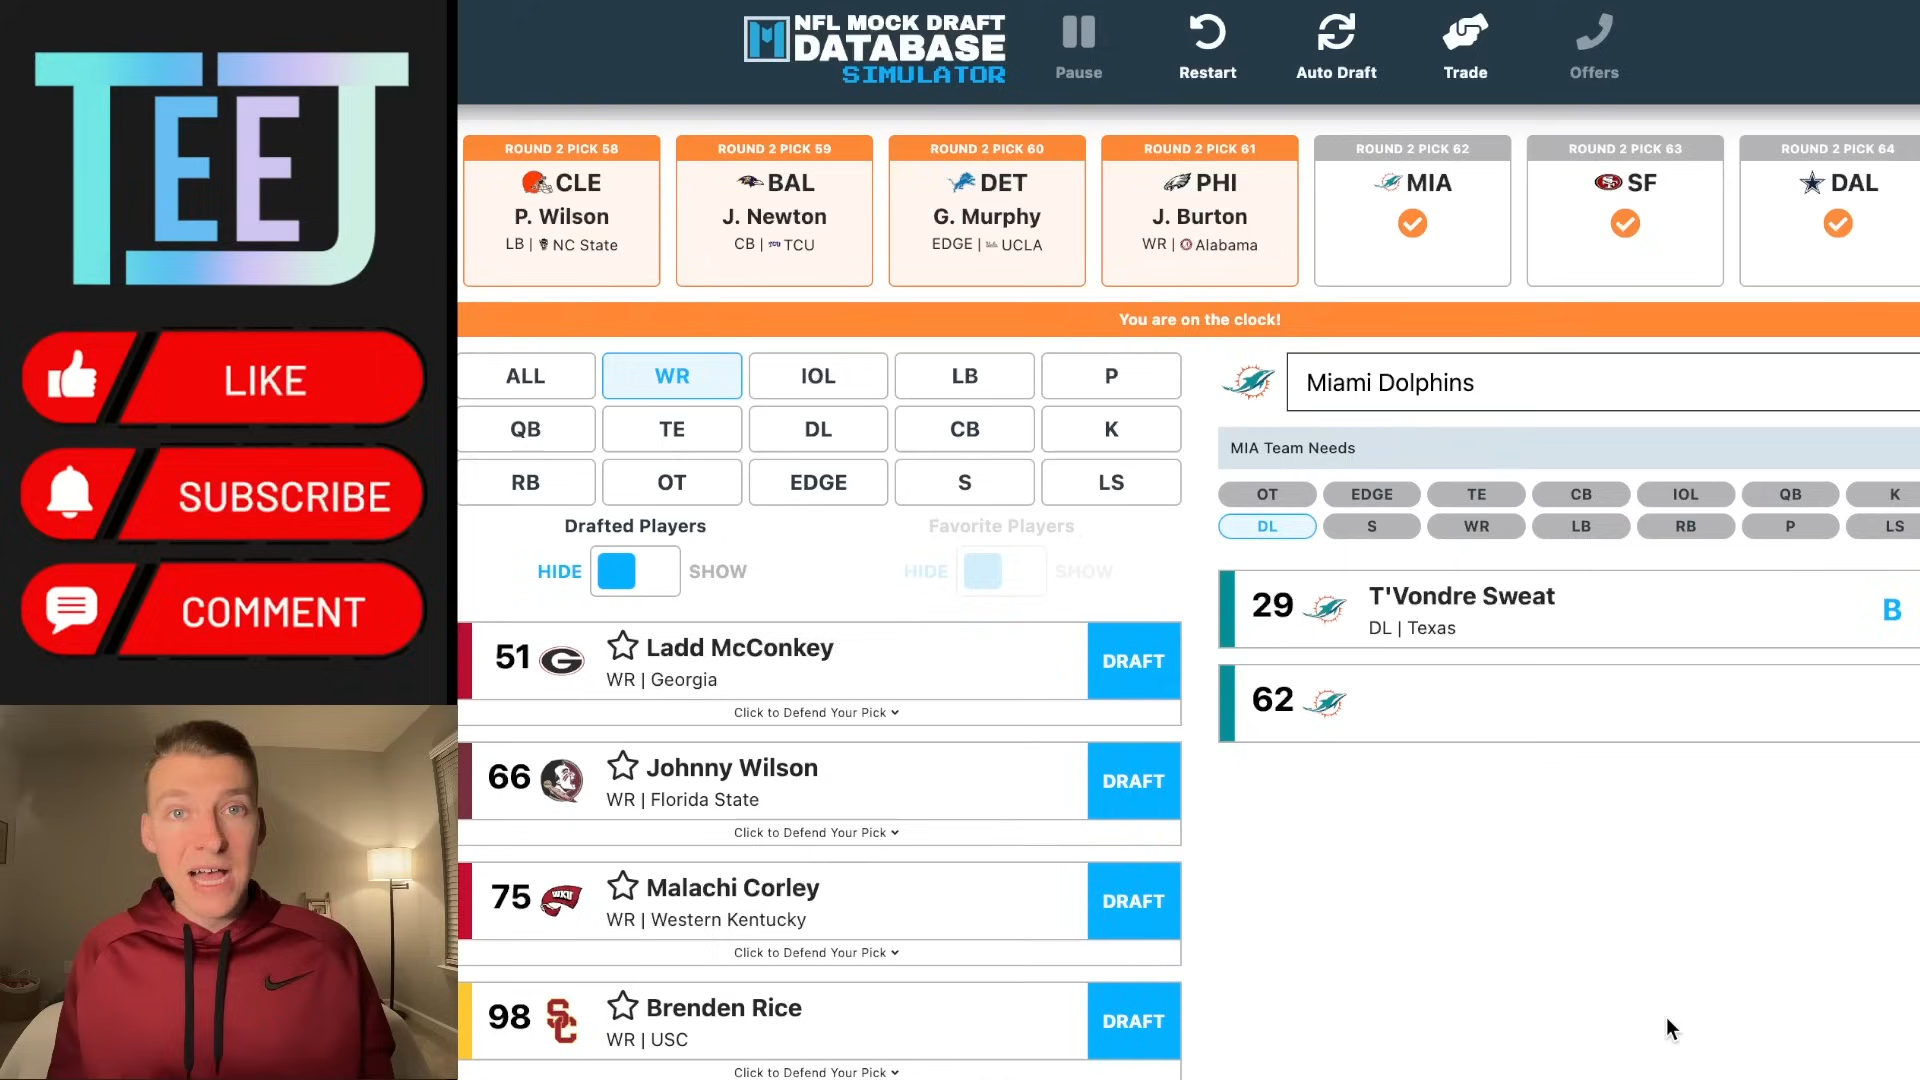 TEEJ
LIKE
SUBSCRIBE
COMMENT
NFL MOCK DRAFT
DATABASE
SIMULATOR
Pause
Restart
Auto Draft
Trade
Offers
ROUND 2 PICK 58
CLE
P. Wilson
LB | NC State
ROUND 2 PICK 59
BAL
J. Newton
CB | TCU TCU
ROUND 2 PICK 60
DET
G. Murphy
EDGE | UCLA
ROUND 2 PICK 61
PHI
J. Burton
WR | Alabama
ROUND 2 PICK 62
MIA
ROUND 2 PICK 63
SF
ROUND 2 PICK 64
DAL
You are on the clock!
ALL WR IOL LB P
QB TE DL CB K
RB OT EDGE S LS
Drafted Players
HIDE SHOW
Favorite Players
HIDE SHOW
51 G Ladd McConkey
WR | Georgia
DRAFT
Click to Defend Your Pick
66 Johnny Wilson
WR | Florida State
DRAFT
Click to Defend Your Pick
75 WKU Malachi Corley
WR | Western Kentucky
DRAFT
Click to Defend Your Pick
98 SC Brenden Rice
WR | USC
DRAFT
Click to Defend Your Pick
Miami Dolphins
MIA Team Needs
OT EDGE TE CB IOL QB K
DL S WR LB RB P LS
29 T'Vondre Sweat
DL | Texas
B
62